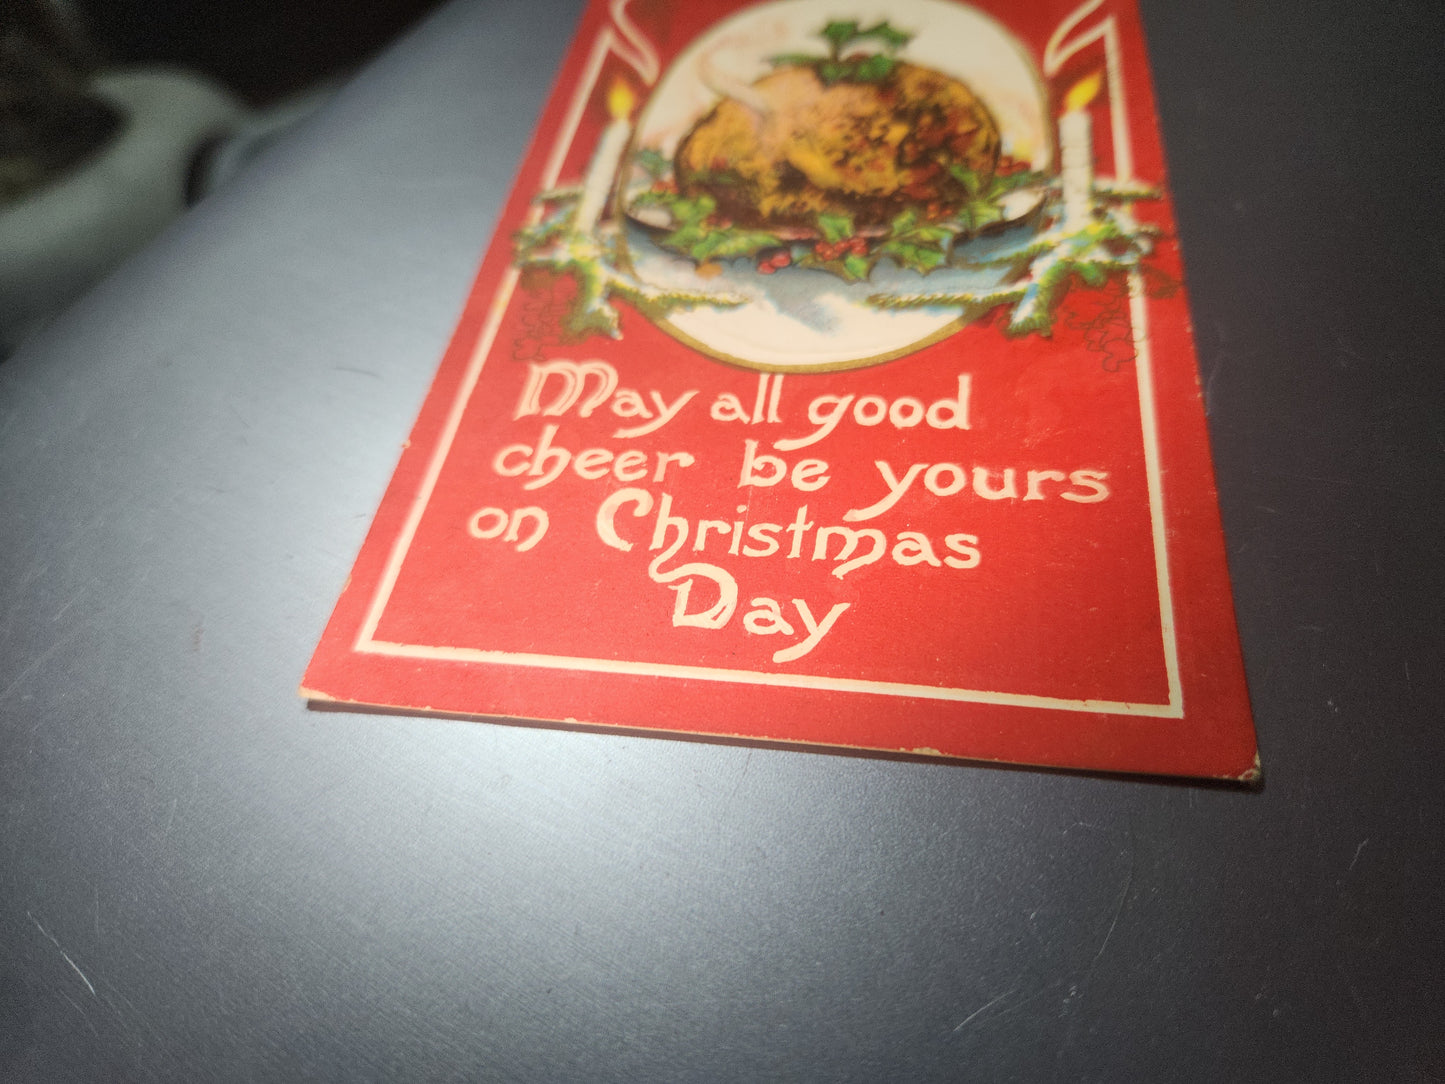 May all good
cheer be yours
on Christmas
Day